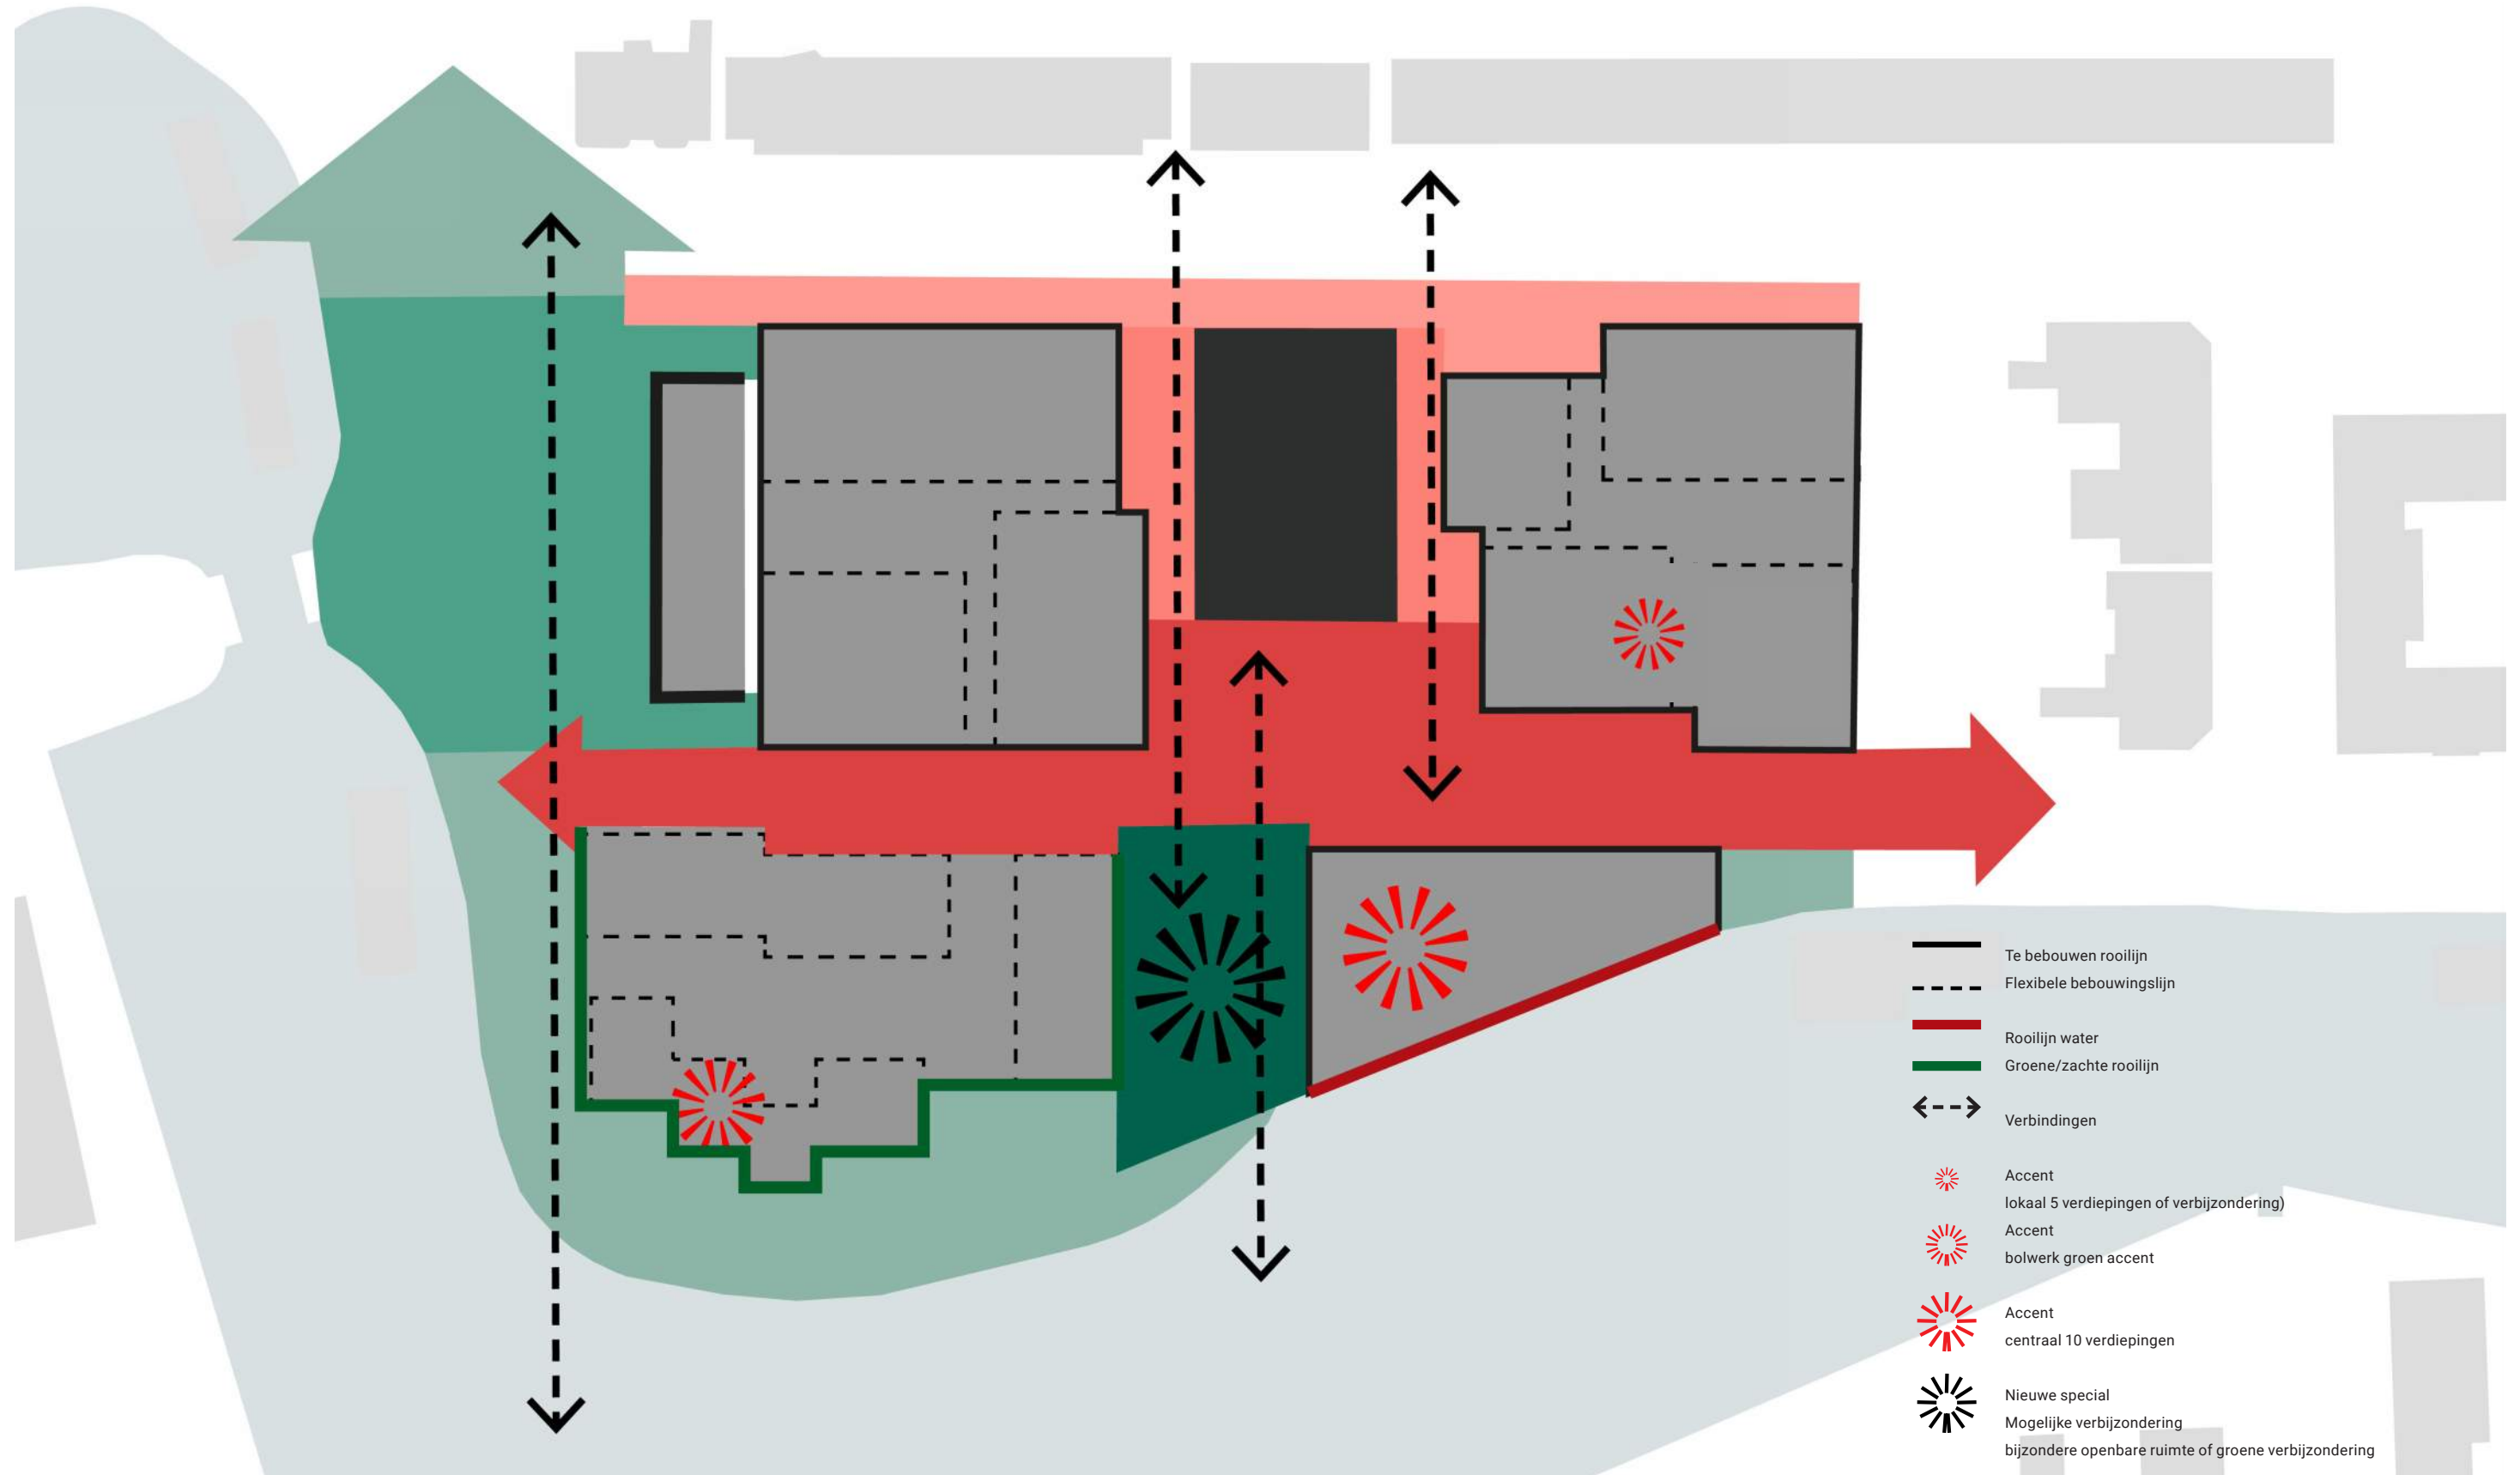 Te bebouwen rooilijn
Flexibele bebouwingslijn
Rooilijn water
Groene/zachte rooilijn
Verbindingen
Accent
lokaal 5 verdiepingen of verbijzondering)
Accent
bolwerk groen accent
Accent
centraal 10 verdiepingen
Nieuwe special
Mogelijke verbijzondering
bijzondere openbare ruimte of groene verbijzondering